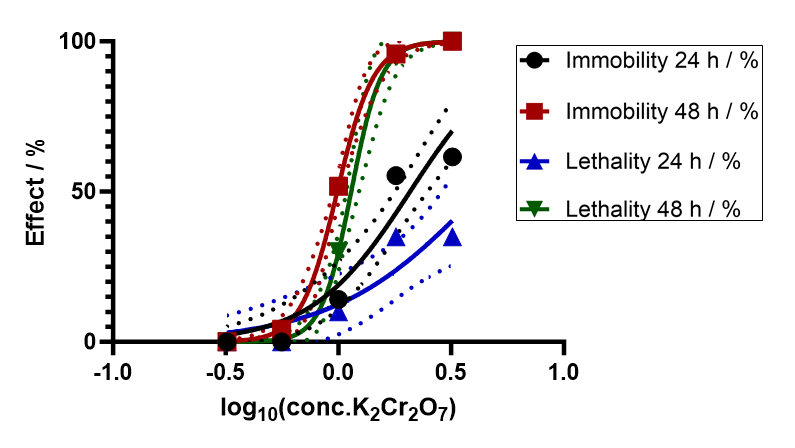 100
50
0
Effect / %
-1.0
-0.5
0.0
0.5
1.0
log₁₀(conc.K₂Cr₂O₇)
Immobility 24 h / %
Immobility 48 h / %
Lethality 24 h / %
Lethality 48 h / %